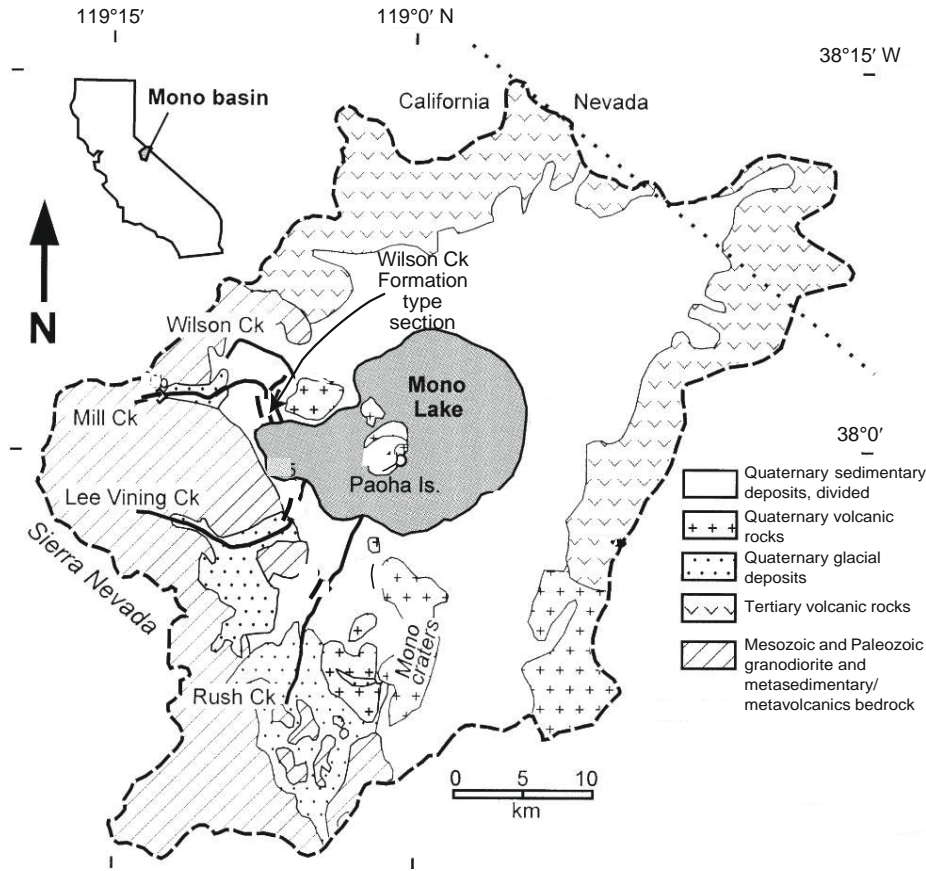 119°15′
119°0′ N
38°15′ W
Mono basin
California
Nevada
N
Wilson Ck
Formation
type
section
Wilson Ck
Mono
Lake
Mill Ck
38°0′
5
Paoha Is.
Lee Vining Ck
Sierra Nevada
Mono
craters
Rush Ck
Quaternary sedimentary
deposits, divided
Quaternary volcanic
rocks
Quaternary glacial
deposits
Tertiary volcanic rocks
Mesozoic and Paleozoic
granodiorite and
metasedimentary/
metavolcanics bedrock
0 5 10
km